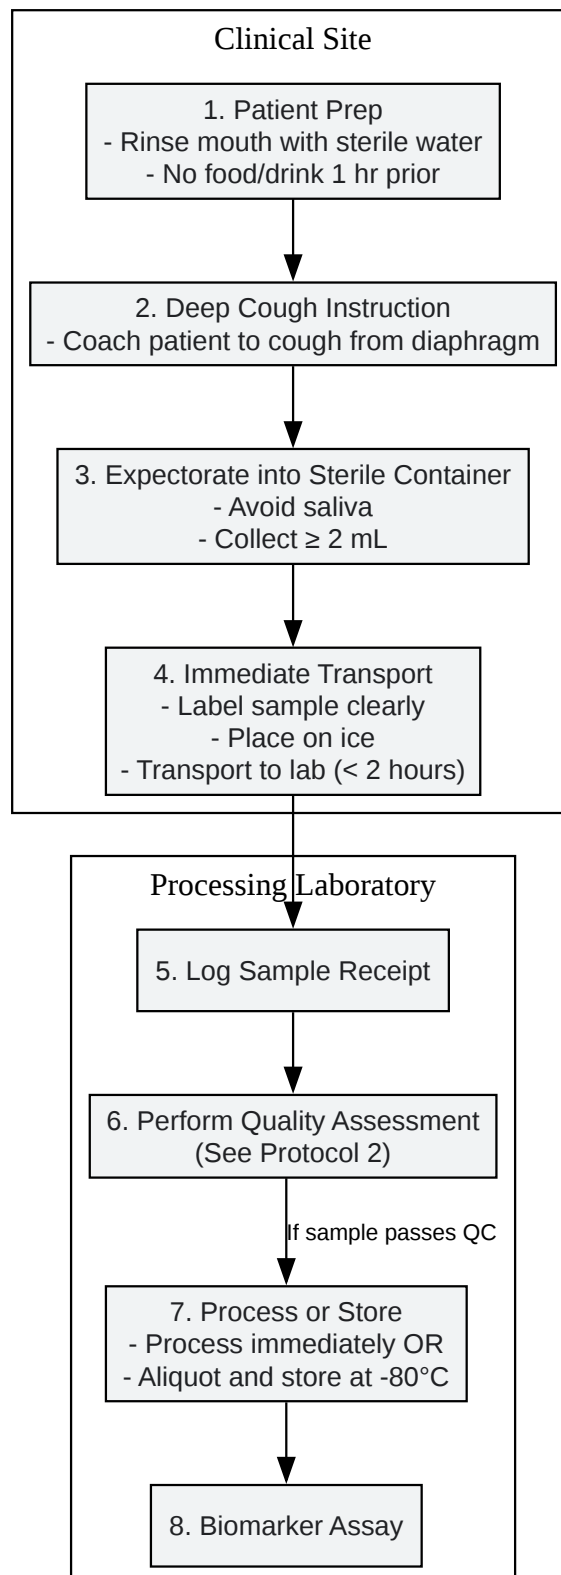 Clinical Site
1. Patient Prep
- Rinse mouth with sterile water
- No food/drink 1 hr prior
2. Deep Cough Instruction
- Coach patient to cough from diaphragm
3. Expectorate into Sterile Container
- Avoid saliva
- Collect ≥ 2 mL
4. Immediate Transport
- Label sample clearly
- Place on ice
- Transport to lab (< 2 hours)
Processing Laboratory
5. Log Sample Receipt
6. Perform Quality Assessment
(See Protocol 2)
If sample passes QC
7. Process or Store
- Process immediately OR
- Aliquot and store at -80°C
8. Biomarker Assay